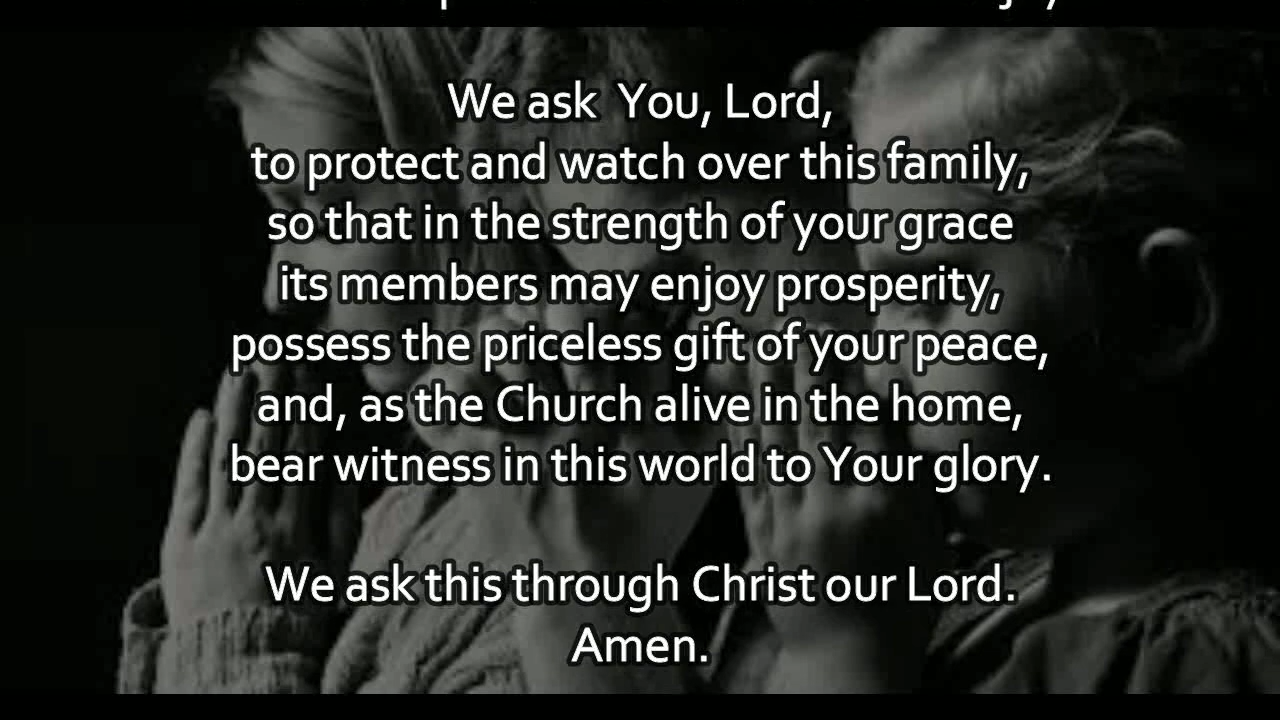 We ask You, Lord,
to protect and watch over this family,
so that in the strength of your grace
its members may enjoy prosperity,
possess the priceless gift of your peace,
and, as the Church alive in the home,
bear witness in this world to Your glory.
We ask this through Christ our Lord.
Amen.